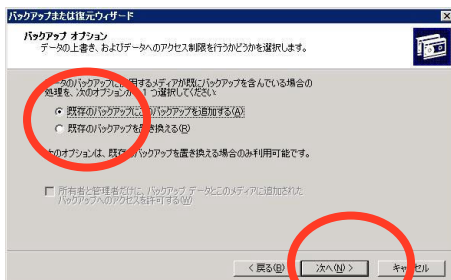 バックアップまたは復元ウィザード
バックアップ オプション
データの上書き、およびデータへのアクセス制限を行うかどうかを選択します。
データのバックアップに使用するメディアが既にバックアップを含んでいる場合の
処理を、次のオプションから 1 つ選択してください:
既存のバックアップにこのバックアップを追加する(A)
既存のバックアップを置き換える(R)
次のオプションは、既存のバックアップを置き換える場合のみ利用可能です。
所有者と管理者だけに、バックアップ データとこのメディアに追加された
バックアップへのアクセスを許可する(W)
< 戻る(B)
次へ(N) >
キャンセル